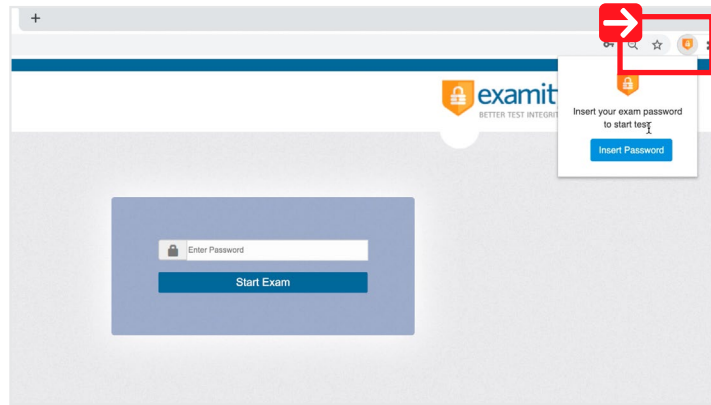 examit
BETTER TEST INTEGRIT
Insert your exam password
to start test
Insert Password
Enter Password
Start Exam